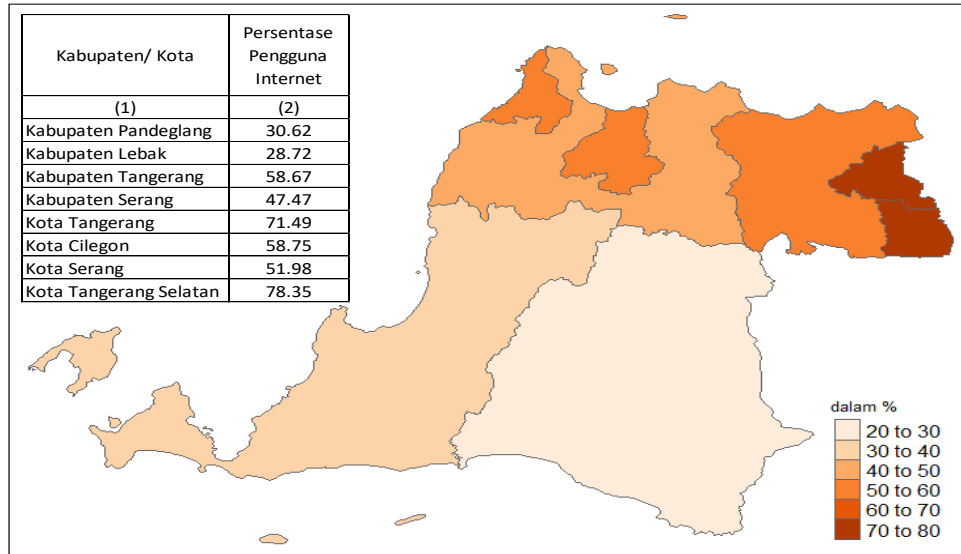 Kabupaten/ Kota
Persentase
Pengguna
Internet
(1) (2)
Kabupaten Pandeglang 30.62
Kabupaten Lebak 28.72
Kabupaten Tangerang 58.67
Kabupaten Serang 47.47
Kota Tangerang 71.49
Kota Cilegon 58.75
Kota Serang 51.98
Kota Tangerang Selatan 78.35
dalam %
20 to 30
30 to 40
40 to 50
50 to 60
60 to 70
70 to 80